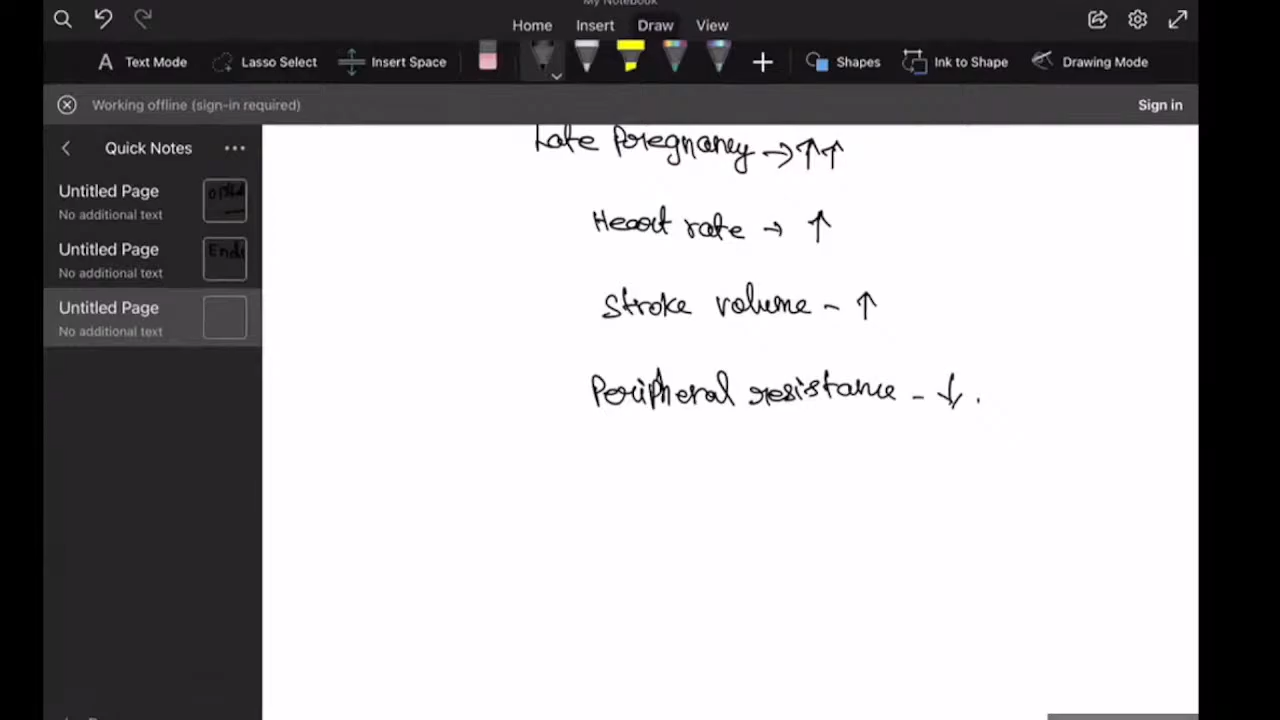 My Notebook
Home Insert Draw View
Text Mode Lasso Select Insert Space Shapes Ink to Shape Drawing Mode
Working offline (sign-in required) Sign in
Quick Notes
Untitled Page
No additional text
Untitled Page
No additional text
Untitled Page
No additional text
Late Pregnancy → ↑↑
Heart rate → ↑
Stroke volume - ↑
Peripheral resistance - ↓.